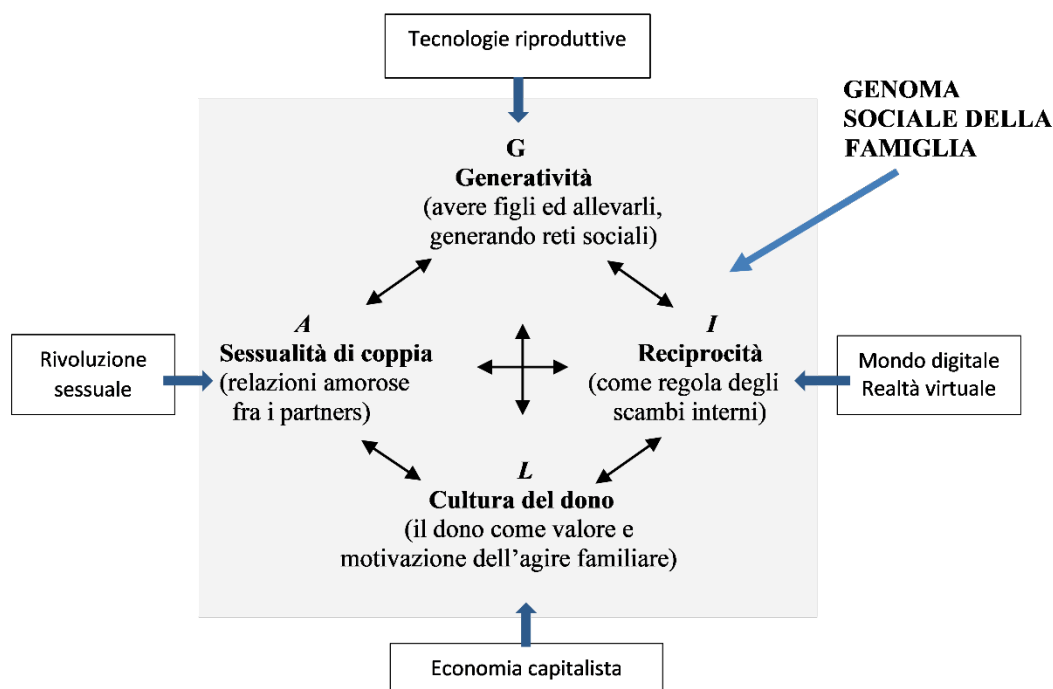 Tecnologie riproduttive
GENOMA
SOCIALE DELLA
FAMIGLIA
G
Generatività
(avere figli ed allevarli,
generando reti sociali)
A
Sessualità di coppia
(relazioni amorose
fra i partners)
I
Reciprocità
(come regola degli
scambi interni)
Rivoluzione
sessuale
Mondo digitale
Realtà virtuale
L
Cultura del dono
(il dono come valore e
motivazione dell’agire familiare)
Economia capitalista